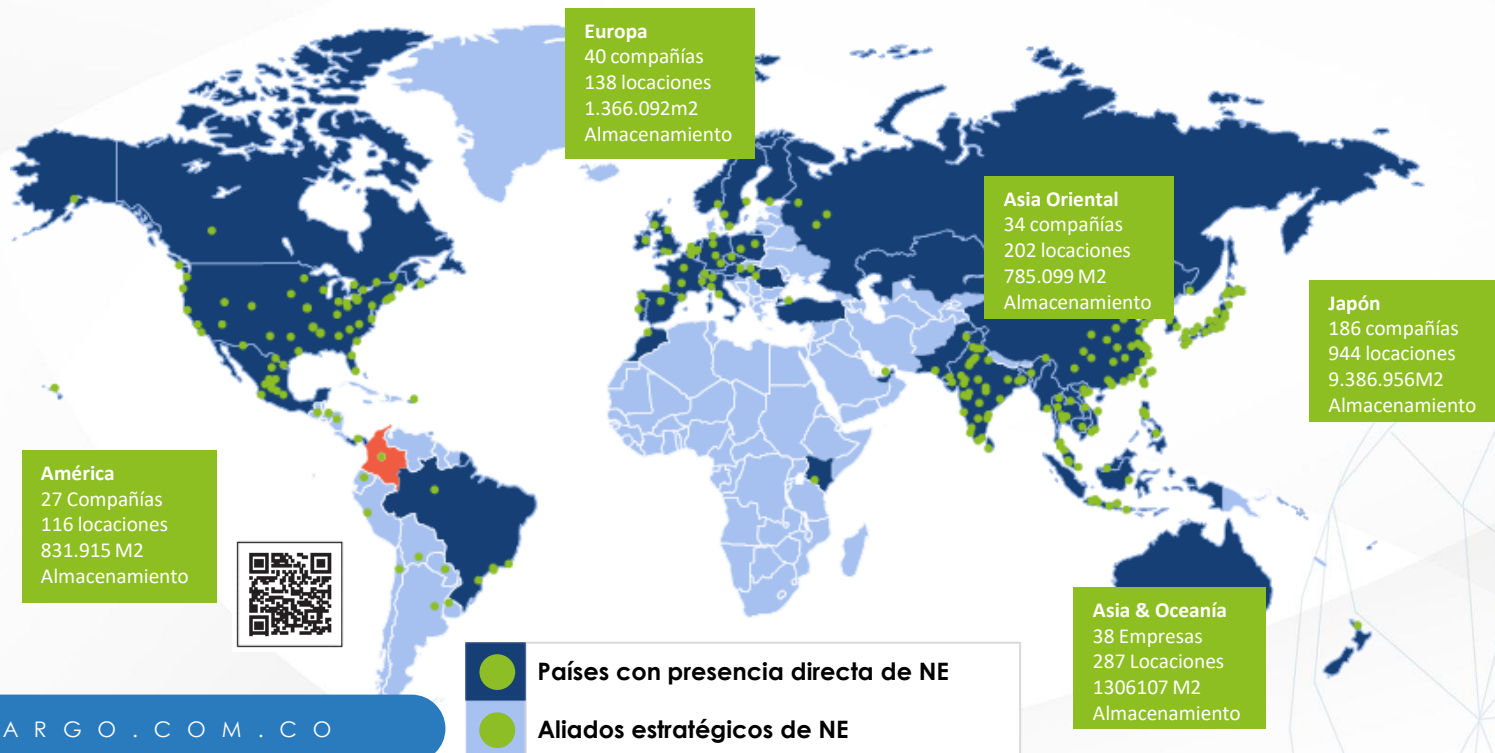 Europa
40 compañías
138 locaciones
1.366.092m2
Almacenamiento
Asia Oriental
34 compañías
202 locaciones
785.099 M2
Almacenamiento
Japón
186 compañías
944 locaciones
9.386.956M2
Almacenamiento
América
27 Compañías
116 locaciones
831.915 M2
Almacenamiento
Asia & Oceanía
38 Empresas
287 Locaciones
1306107 M2
Almacenamiento
Países con presencia directa de NE
Aliados estratégicos de NE
A R G O . C O M . C O